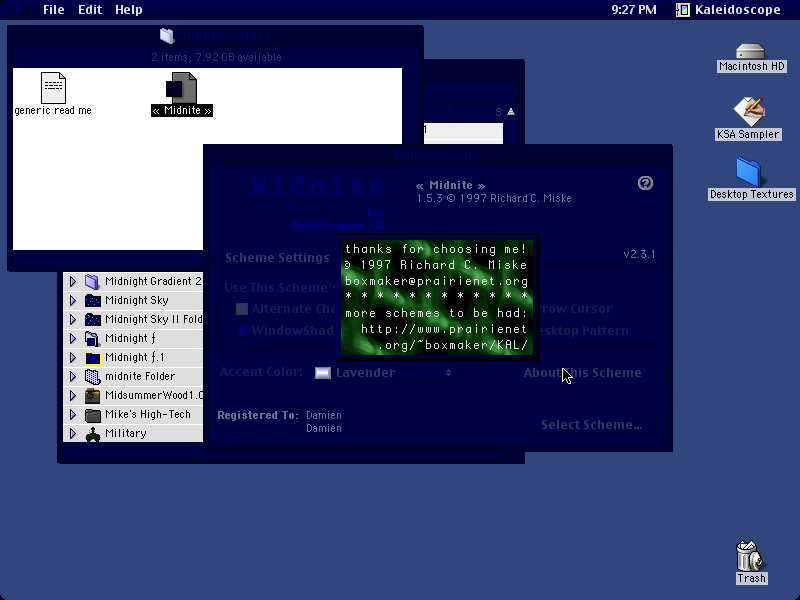 File Edit Help
9:27 PM Kaleidoscope
midnite Folder
2 items, 7.92 GB available
generic read me
« Midnite »
S
Macintosh HD
KSA Sampler
Desktop Textures
Trash
Kaleidoscope
Midnite
for
Kaleidoscope 1.5
« Midnite »
1.5.3 © 1997 Richard C. Miske
v2.3.1
Scheme Settings
Use This Scheme's
Alternate Che
WindowShad
rrow Cursor
esktop Pattern
thanks for choosing me!
© 1997 Richard C. Miske
boxmaker@prairienet.org
* * * * * * * * * * * *
more schemes to be had:
http://www.prairienet
.org/~boxmaker/KAL/
Accent Color: Lavender
About This Scheme
Registered To: Damien
Damien
Select Scheme...
Midnight Gradient 2
Midnight Sky
Midnight Sky II Fold
Midnight ƒ
Midnight ƒ.1
midnite Folder
MidsummerWood1.0
Mike's High-Tech
Military